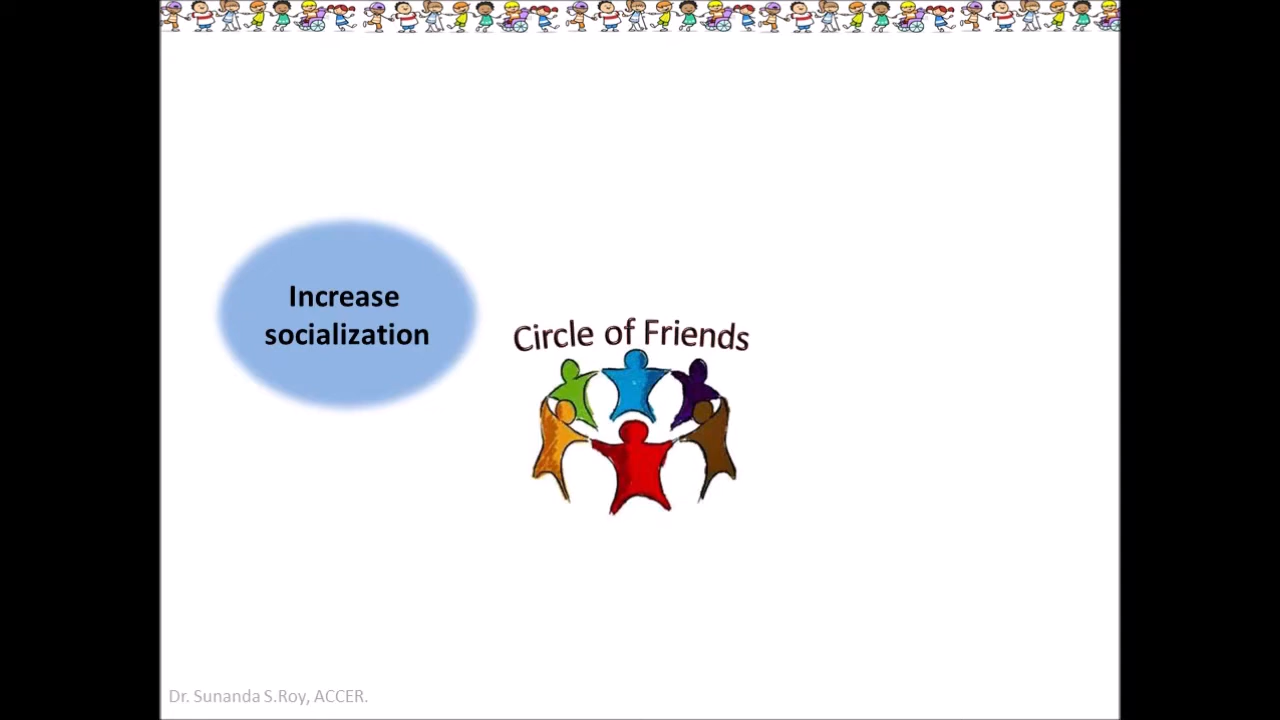 Increase
socialization
Circle of Friends
Dr. Sunanda S.Roy, ACCER.